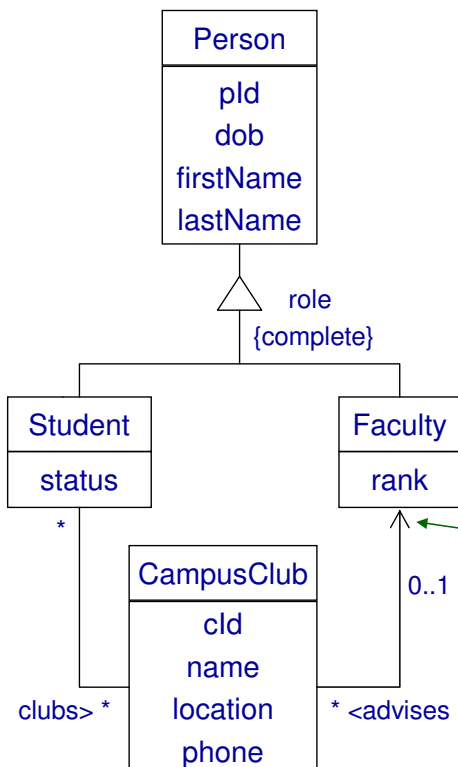 Person
pId
dob
firstName
lastName
role
{complete}
Student
status
Faculty
rank
*
0..1
CampusClub
cId
name
location
phone
clubs> *
* <advises